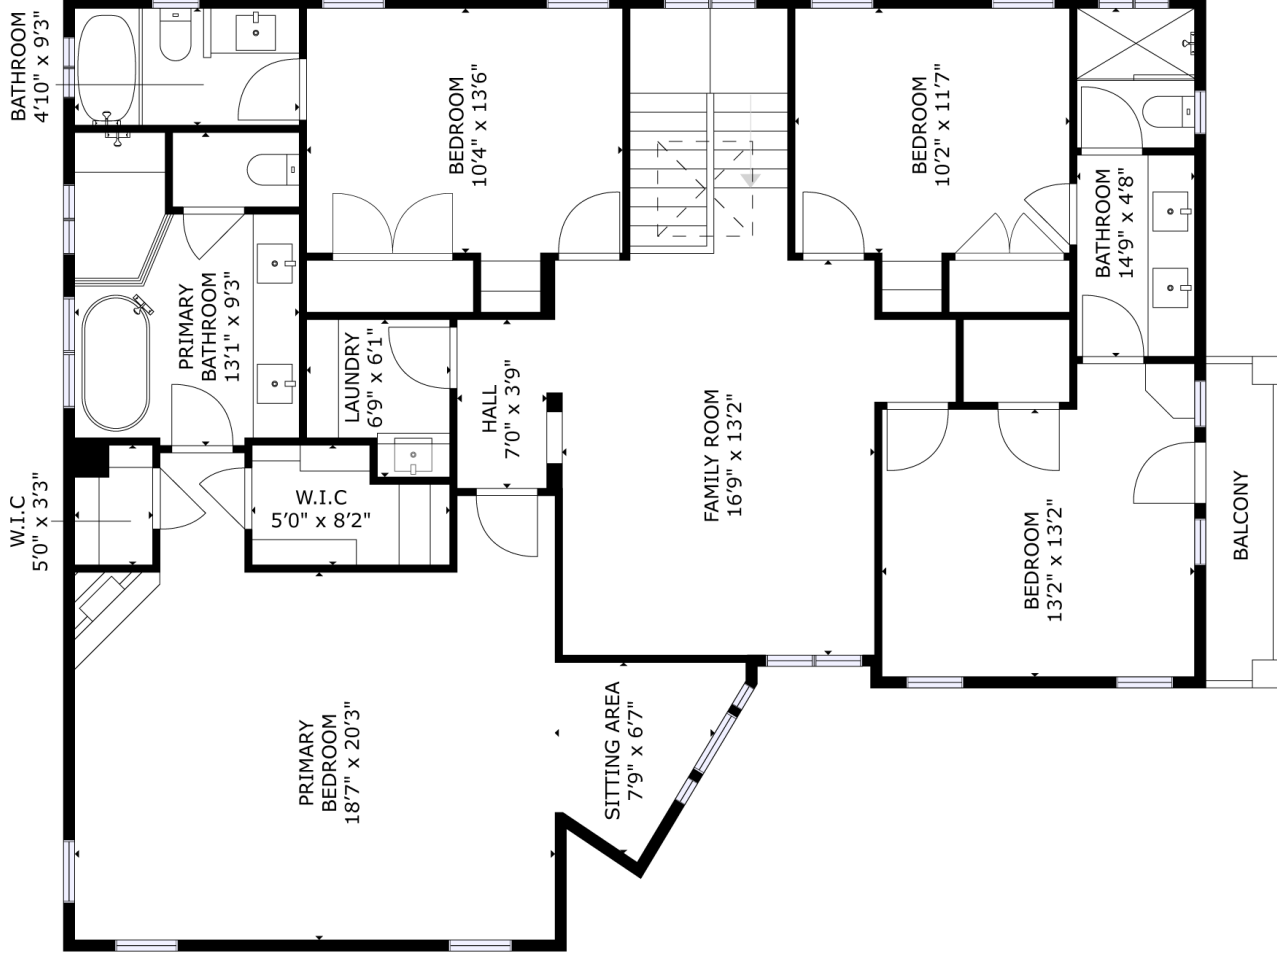 BATHROOM
4'10" x 9'3"
BEDROOM
10'4" x 13'6"
BEDROOM
10'2" x 11'7"
BATHROOM
14'9" x 4'8"
PRIMARY
BATHROOM
13'1" x 9'3"
LAUNDRY
6'9" x 6'1"
HALL
7'0" x 3'9"
FAMILY ROOM
16'9" x 13'2"
W.I.C
5'0" x 3'3"
W.I.C
5'0" x 8'2"
BEDROOM
13'2" x 13'2"
BALCONY
PRIMARY
BEDROOM
18'7" x 20'3"
SITTING AREA
7'9" x 6'7"